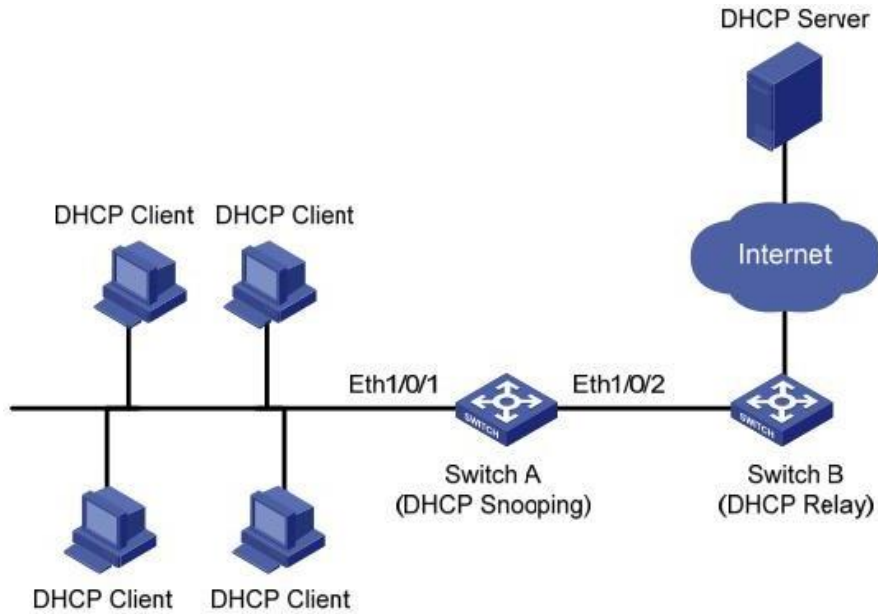 DHCP Server
DHCP Client
DHCP Client
Internet
Eth1/0/1
Eth1/0/2
SWITCH
SWITCH
Switch A
(DHCP Snooping)
Switch B
(DHCP Relay)
DHCP Client
DHCP Client